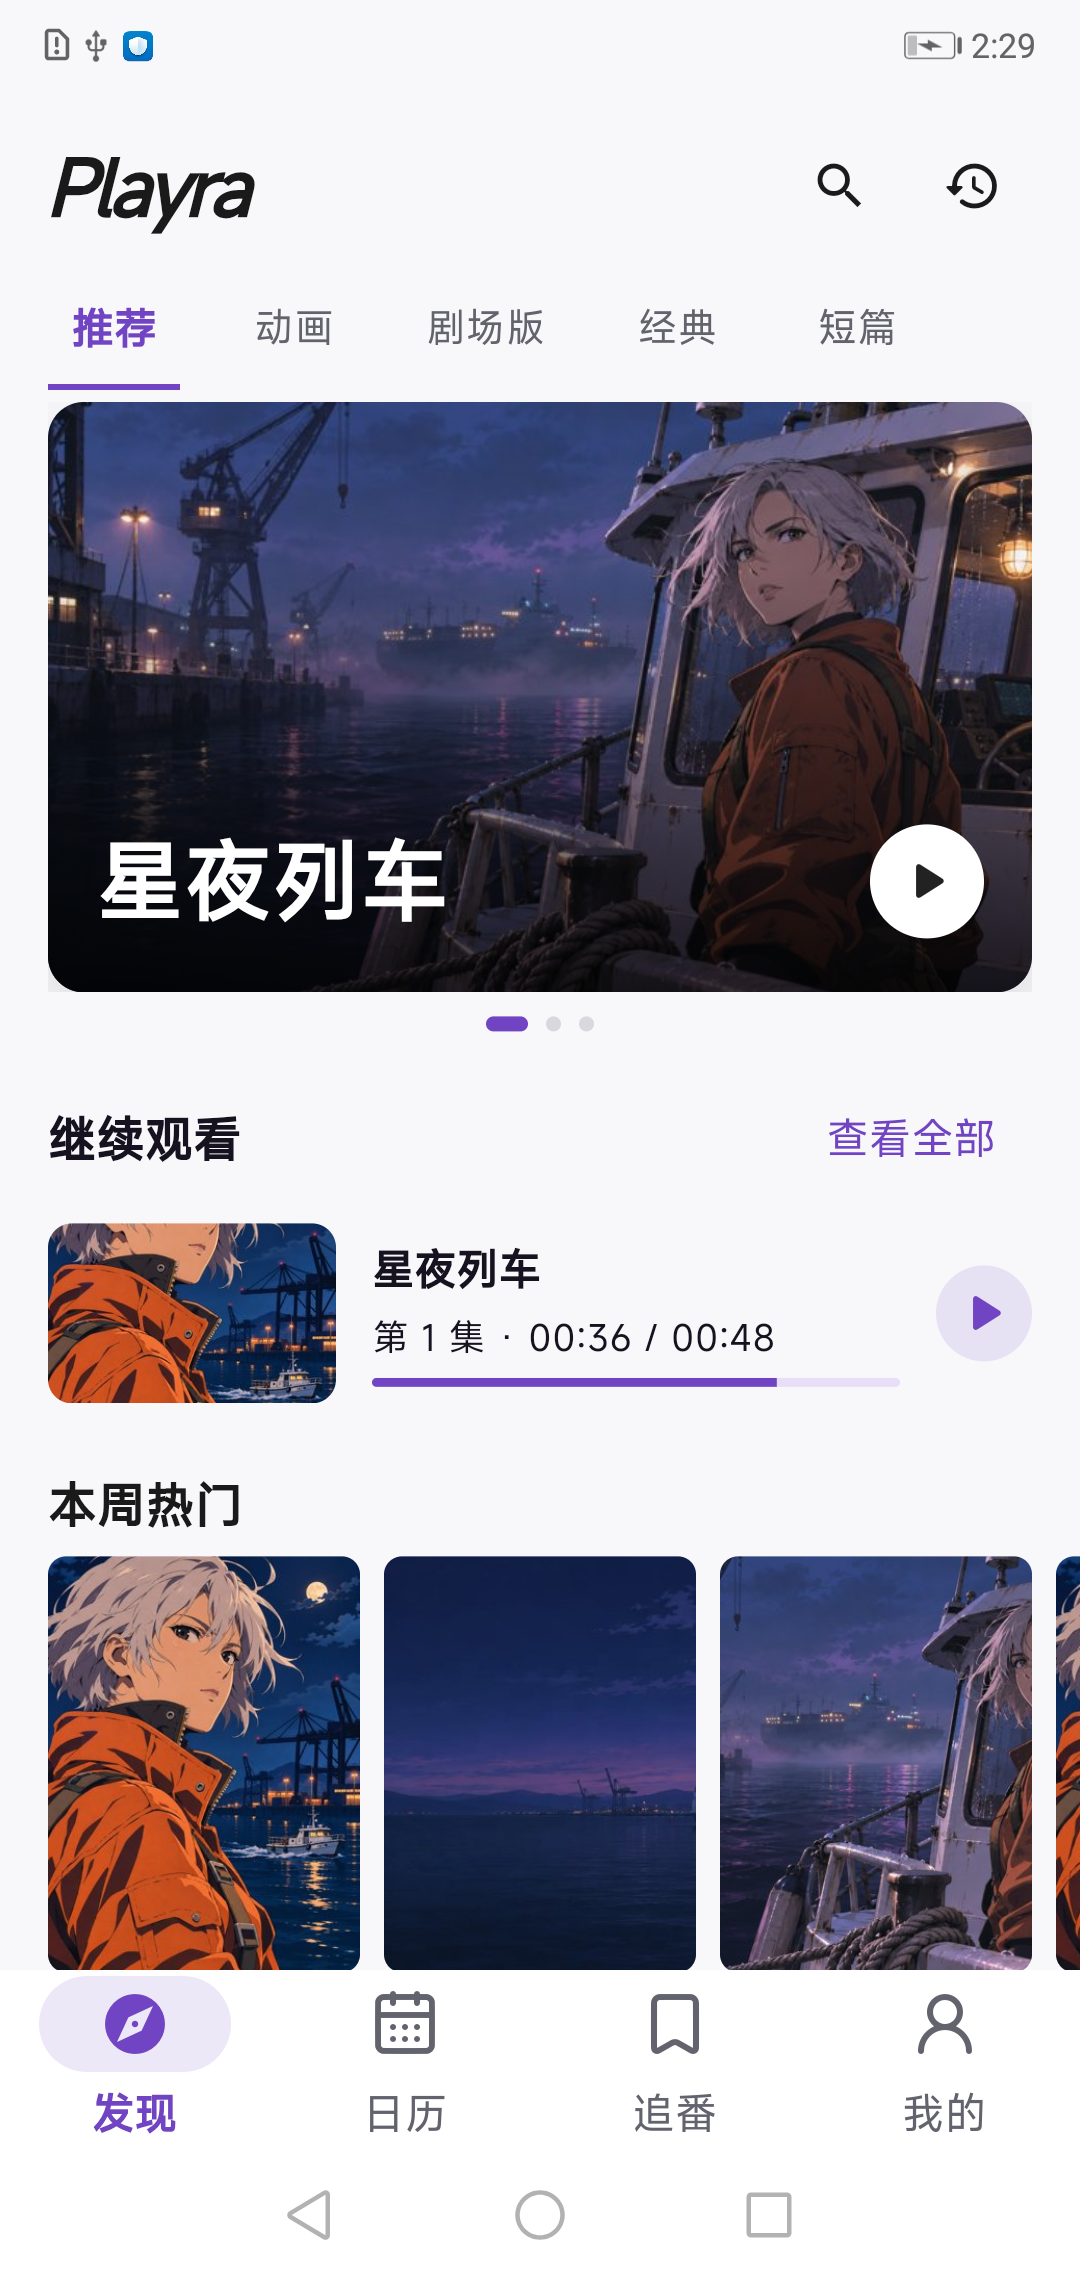 2:29
Playra
推荐 动画 剧场版 经典 短篇
星夜列车
继续观看 查看全部
星夜列车
第 1 集 · 00:36 / 00:48
本周热门
发现 日历 追番 我的